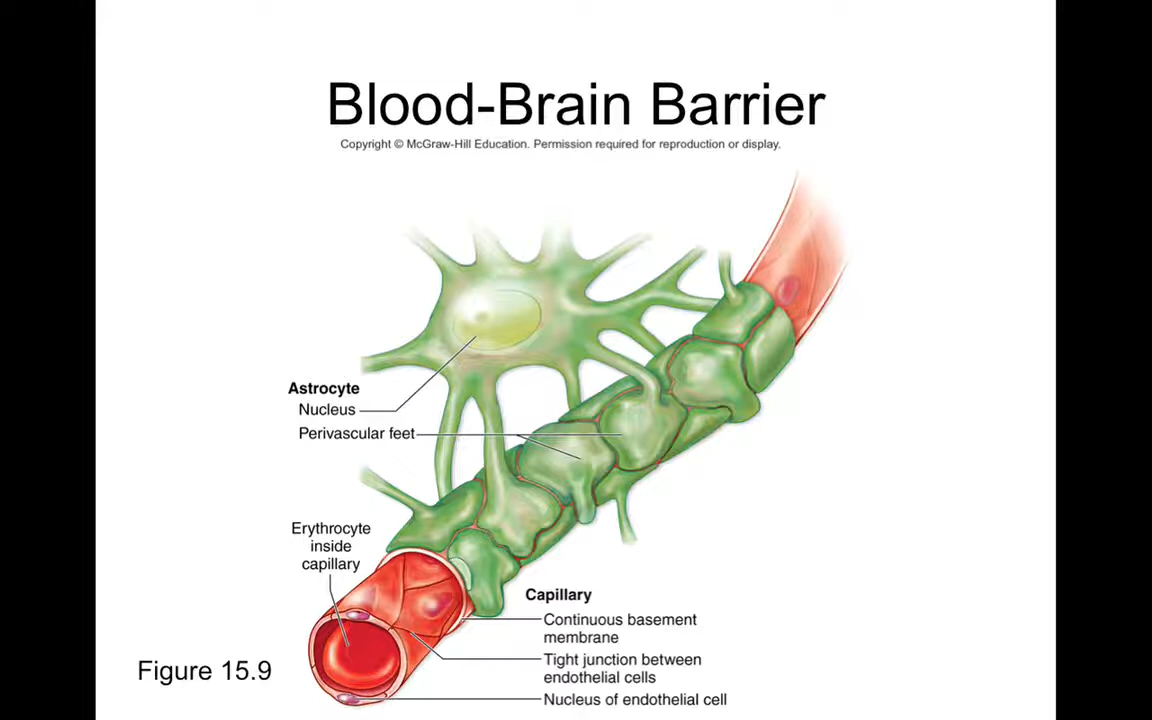 Blood-Brain Barrier
Copyright © McGraw-Hill Education. Permission required for reproduction or display.
Astrocyte
Nucleus
Perivascular feet
Erythrocyte
inside
capillary
Capillary
Continuous basement
membrane
Tight junction between
endothelial cells
Nucleus of endothelial cell
Figure 15.9